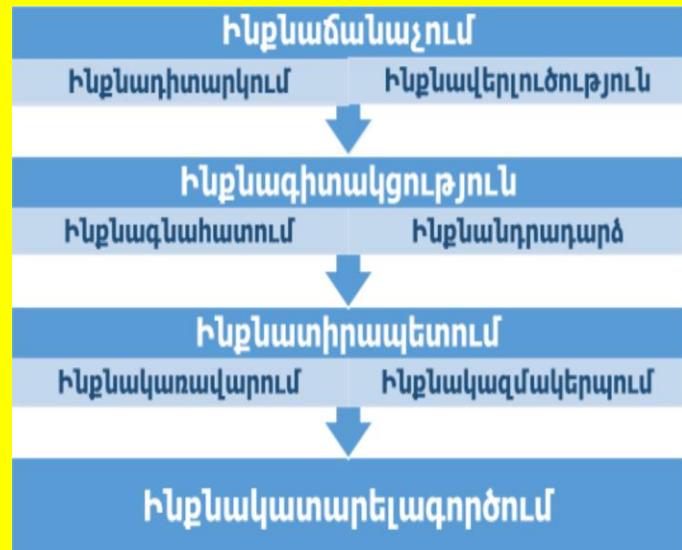 Ինքնաճանաչում
Ինքնադիտարկում Ինքնավերլուծություն
Ինքնագիտակցություն
Ինքնագնահատում Ինքնանդրադարձ
Ինքնատիրապետում
Ինքնակառավարում Ինքնակազմակերպում
Ինքնակատարելագործում